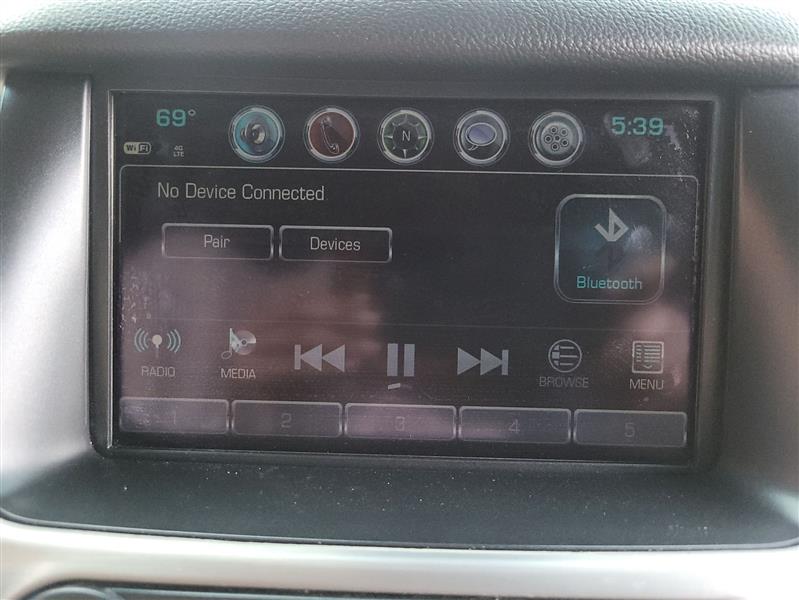 69° N 5:39
WiFi 4G LTE
No Device Connected
Pair Devices
Bluetooth
RADIO MEDIA BROWSE MENU
1 2 3 4 5